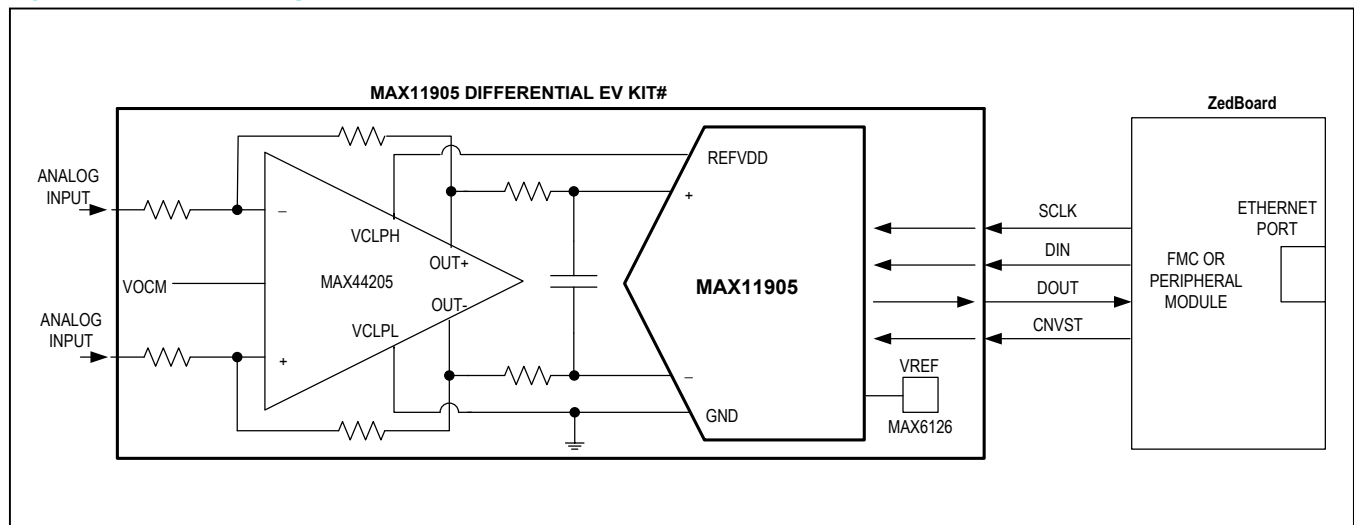 MAX11905 DIFFERENTIAL EV KIT#
ZedBoard
ANALOG
INPUT
−
VCLPH
OUT+
VOCM
MAX44205
OUT-
VCLPL
ANALOG
INPUT
+
REFVDD
+
MAX11905
−
GND
VREF
MAX6126
SCLK
DIN
DOUT
CNVST
FMC OR
PERIPHERAL
MODULE
ETHERNET
PORT